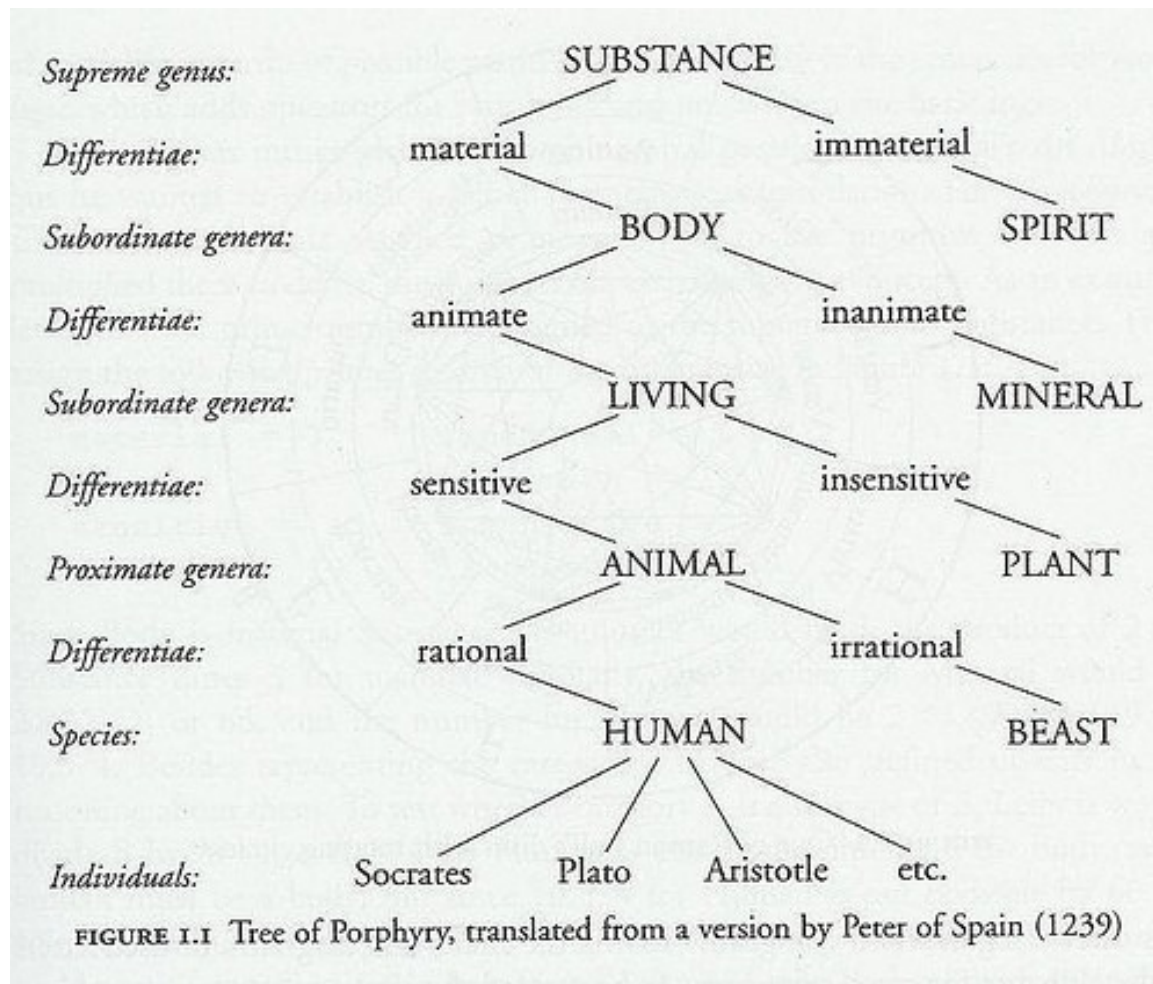 Supreme genus: SUBSTANCE
Differentiae: material immaterial
Subordinate genera: BODY SPIRIT
Differentiae: animate inanimate
Subordinate genera: LIVING MINERAL
Differentiae: sensitive insensitive
Proximate genera: ANIMAL PLANT
Differentiae: rational irrational
Species: HUMAN BEAST
Individuals: Socrates Plato Aristotle etc.
FIGURE 1.1 Tree of Porphyry, translated from a version by Peter of Spain (1239)